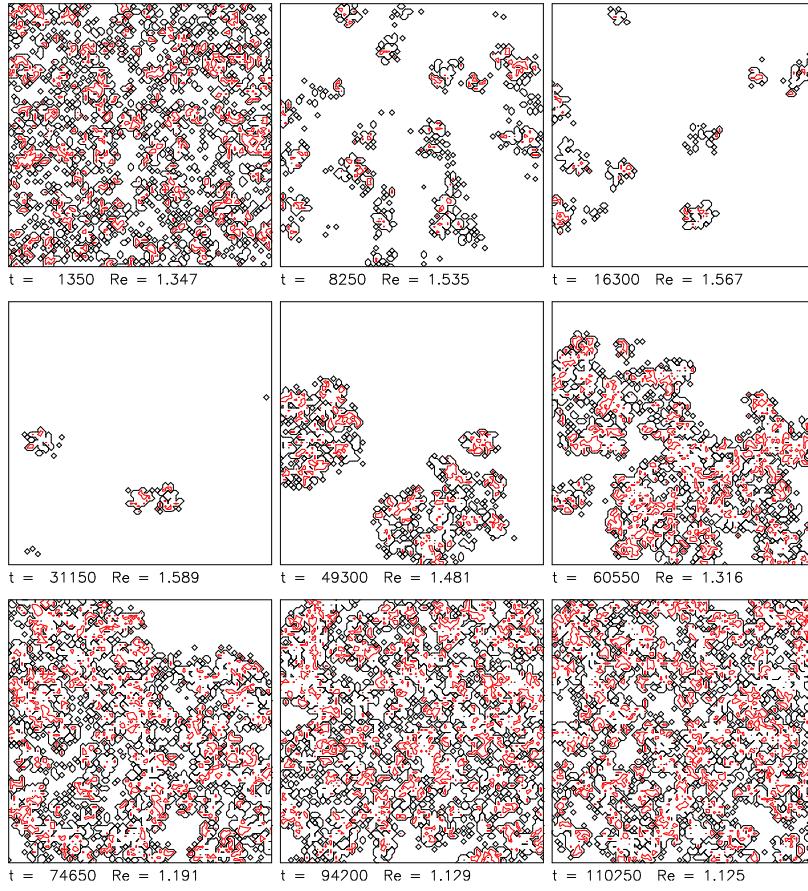 t = 1350 Re = 1.347
t = 8250 Re = 1.535
t = 16300 Re = 1.567
t = 31150 Re = 1.589
t = 49300 Re = 1.481
t = 60550 Re = 1.316
t = 74650 Re = 1.191
t = 94200 Re = 1.129
t = 110250 Re = 1.125